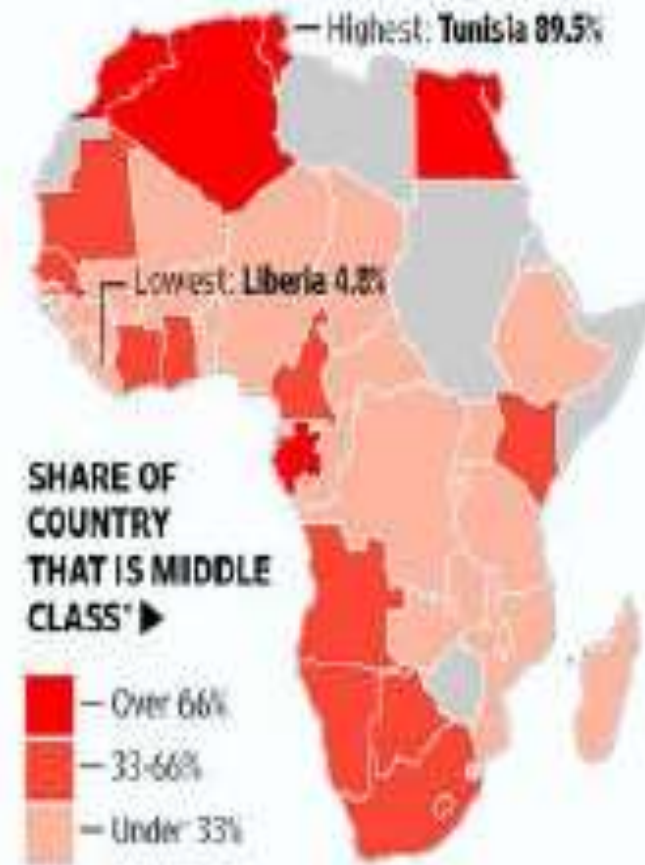 Highest: Tunisia 89.5%
Lowest: Liberia 4.8%
SHARE OF
COUNTRY
THAT IS MIDDLE
CLASS* ▶
Over 66%
33-66%
Under 33%